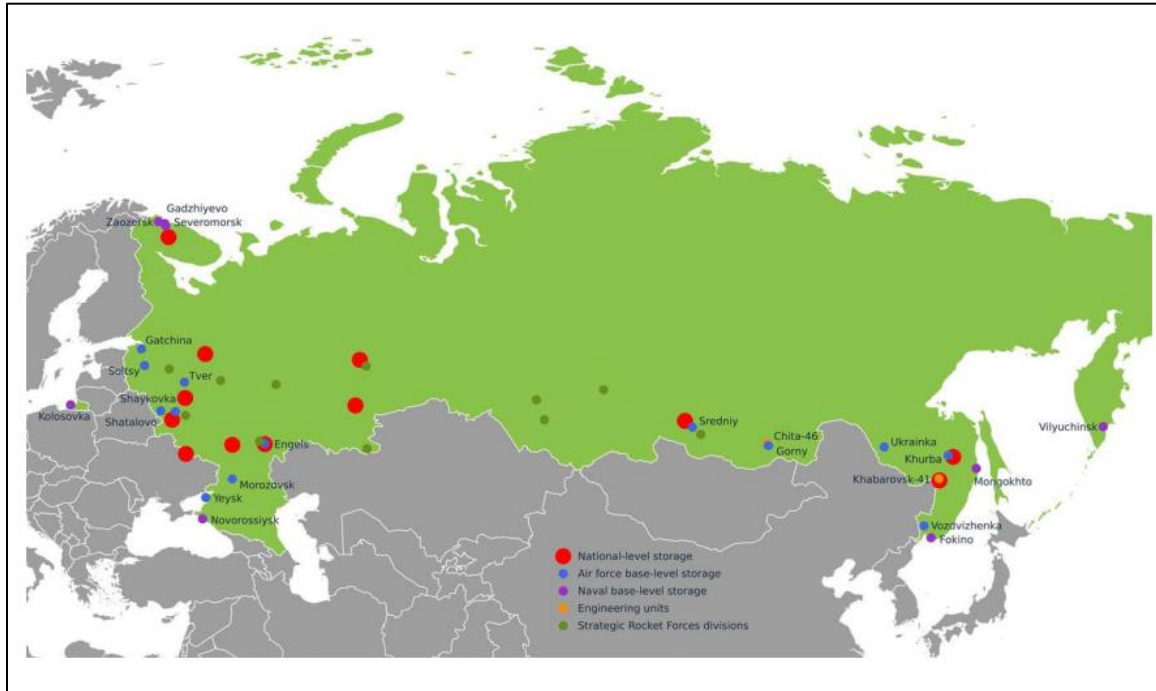 Gadzhiyevo
Zaozersk
Severomorsk
Gatchina
Soltsy
Tver
Shaykovka
Kolosovka
Shatalovo
Engels
Morozovsk
Yeysk
Novorossiysk
Sredniy
Chita-46
Gorny
Ukrainka
Khurba
Vilyuchinsk
Mongokhto
Khabarovsk-41
Vozdvizhenka
Fokino
National-level storage
Air force base-level storage
Naval base-level storage
Engineering units
Strategic Rocket Forces divisions